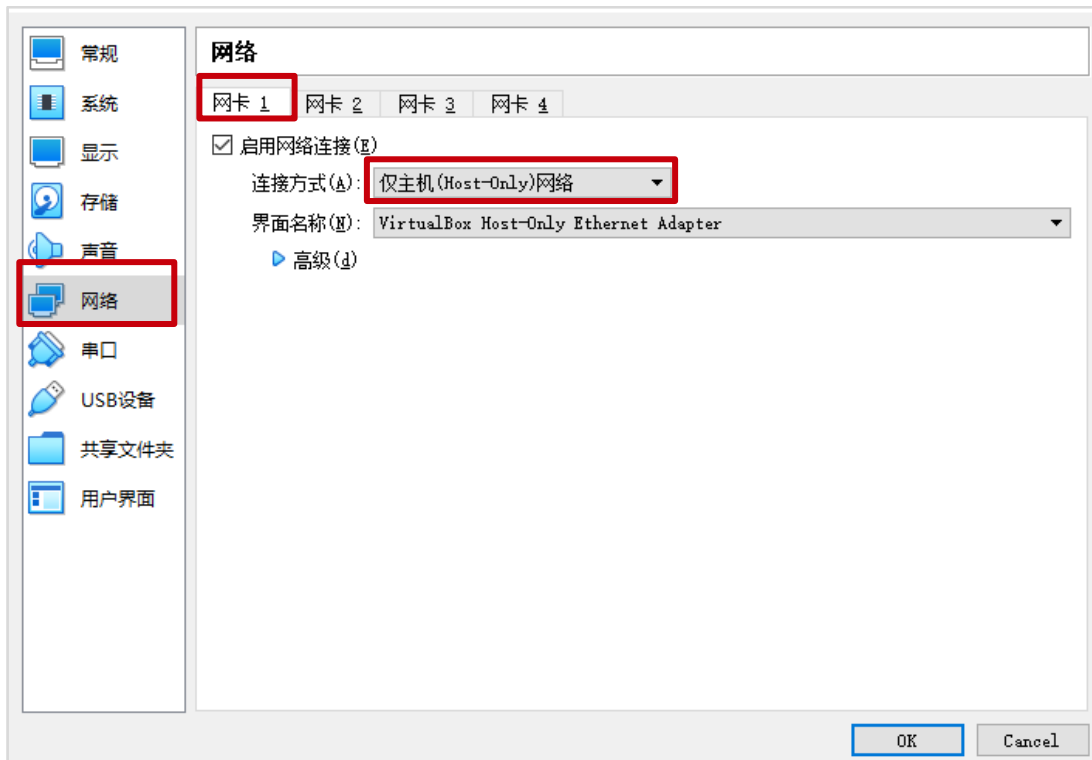 常规
系统
显示
存储
声音
网络
串口
USB设备
共享文件夹
用户界面
网络
网卡 1 网卡 2 网卡 3 网卡 4
启用网络连接(E)
连接方式(A): 仅主机(Host-Only)网络
界面名称(N): VirtualBox Host-Only Ethernet Adapter
高级(d)
OK Cancel